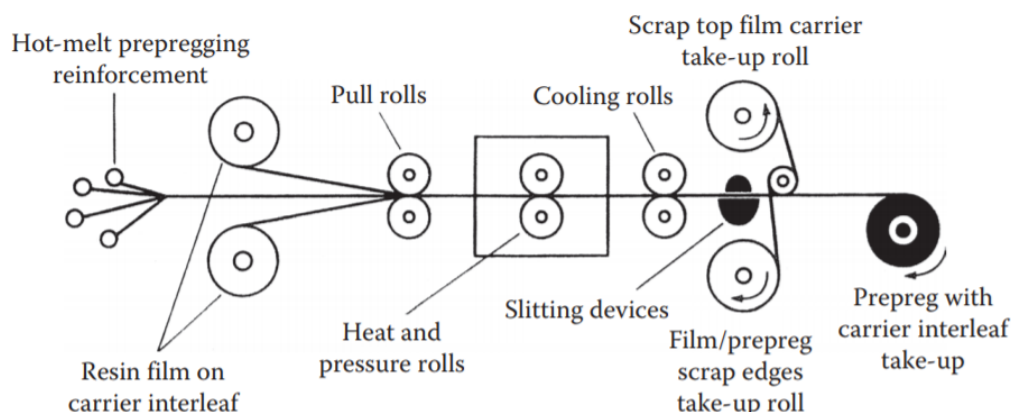 Hot-melt prepregging
reinforcement
Pull rolls
Cooling rolls
Scrap top film carrier
take-up roll
Resin film on
carrier interleaf
Heat and
pressure rolls
Slitting devices
Film/prepreg
scrap edges
take-up roll
Prepreg with
carrier interleaf
take-up